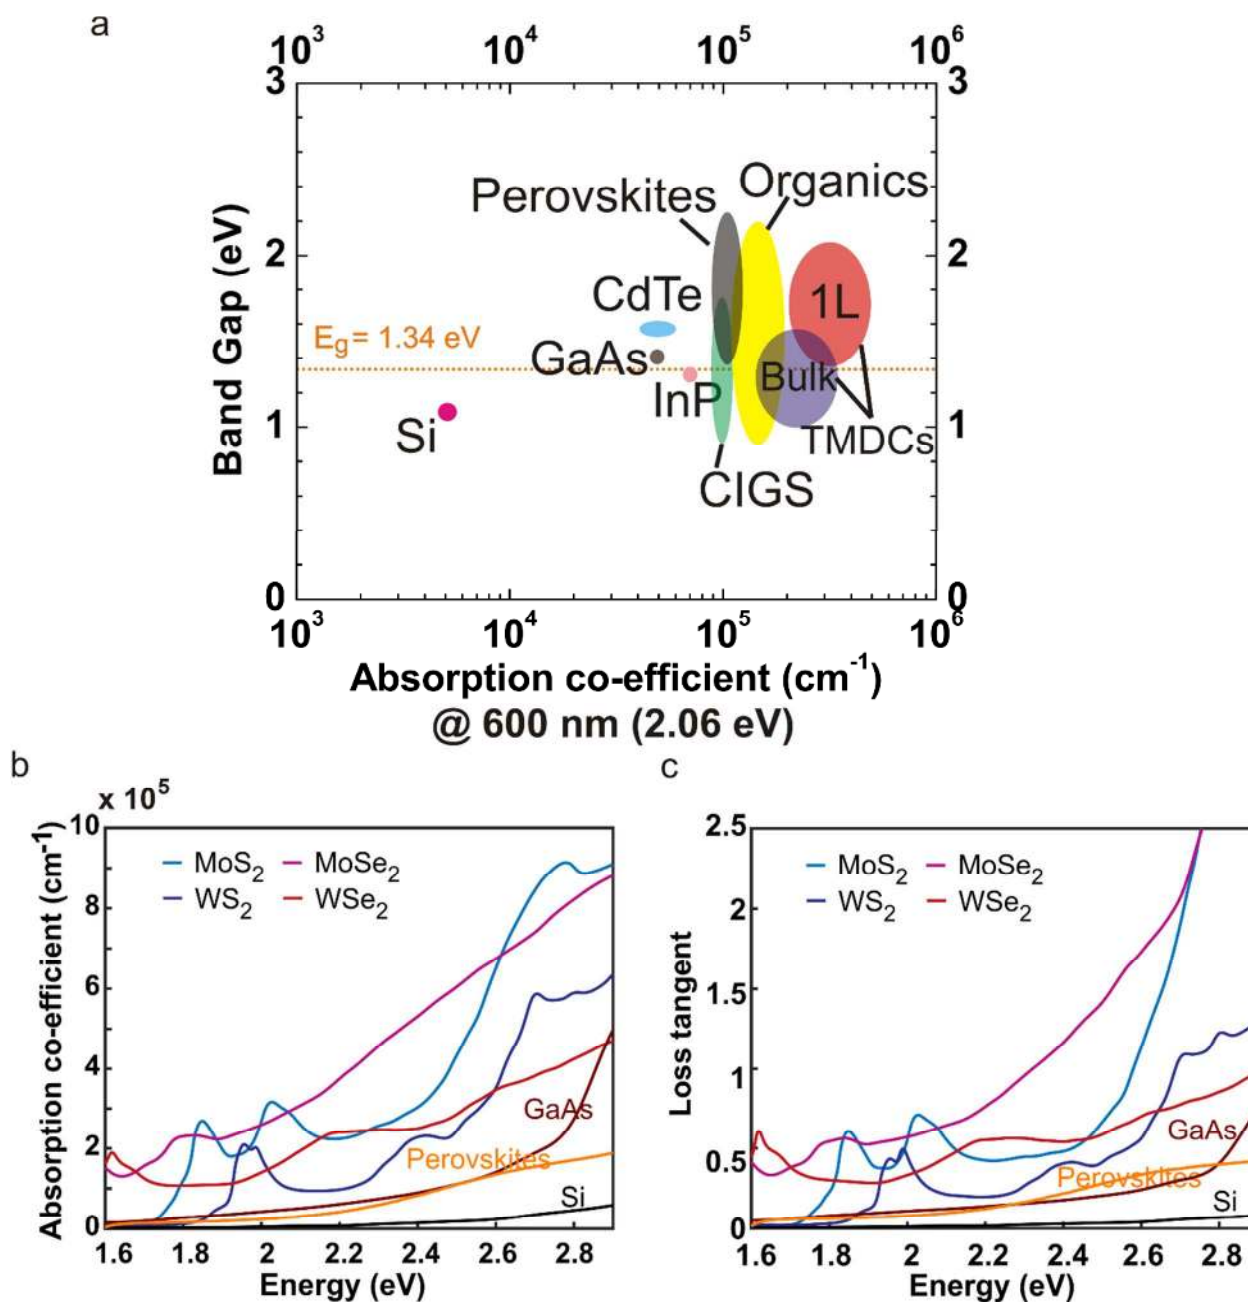 a
10³ 10⁴ 10⁵ 10⁶
3 3
Organics
Perovskites
2 2
CdTe 1L
E_g = 1.34 eV
GaAs
InP Bulk
Si TMDCs
1 1
CIGS
0 0
10³ 10⁴ 10⁵ 10⁶
Band Gap (eV)
Absorption co-efficient (cm⁻¹)
@ 600 nm (2.06 eV)
b
x 10⁵
10
8
6
4
2
0
MoS₂ MoSe₂
WS₂ WSe₂
GaAs
Perovskites
Si
1.6 1.8 2 2.2 2.4 2.6 2.8
Absorption co-efficient (cm⁻¹)
Energy (eV)
c
2.5
2
1.5
1
0.5
0
MoS₂ MoSe₂
WS₂ WSe₂
GaAs
Perovskites
Si
1.6 1.8 2 2.2 2.4 2.6 2.8
Loss tangent
Energy (eV)